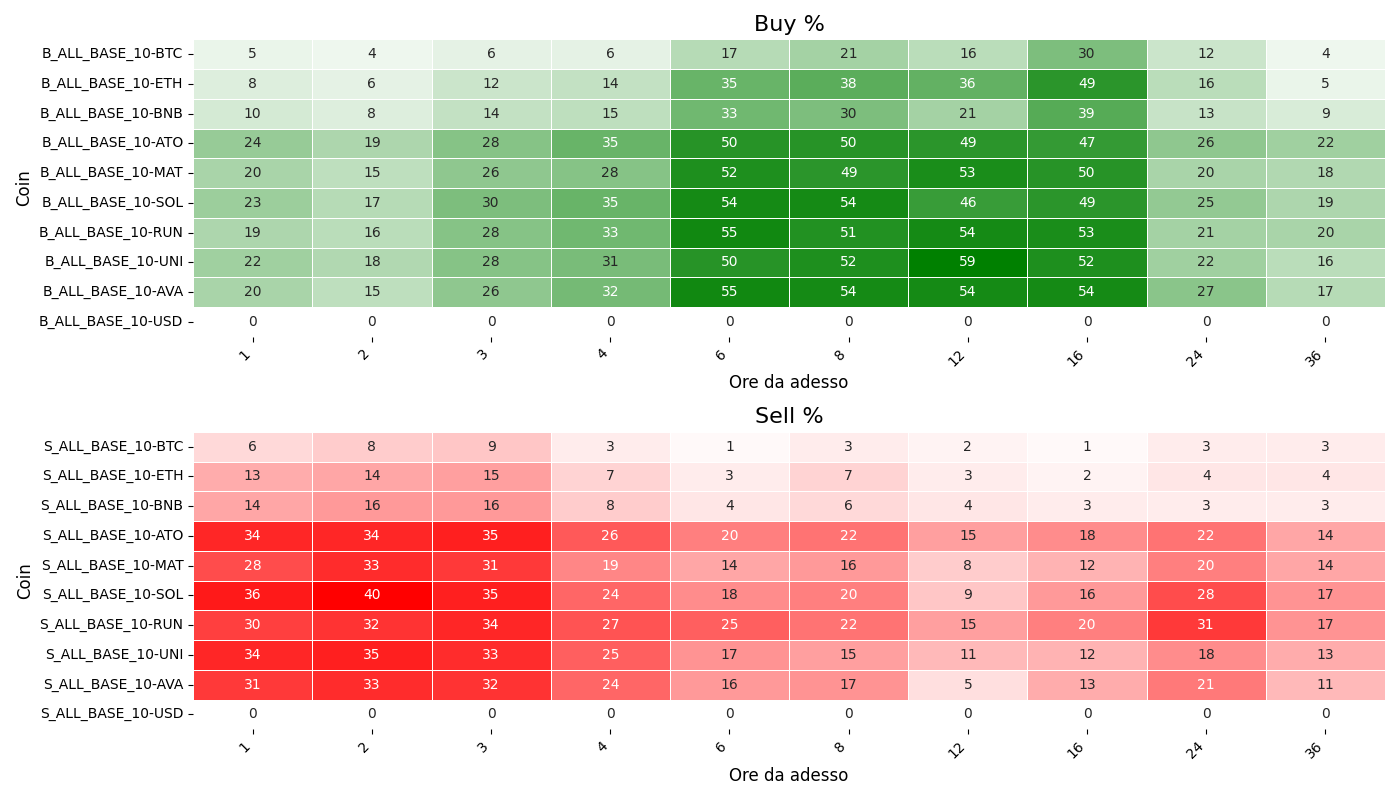 Buy %
Coin
B_ALL_BASE_10-BTC 5 4 6 6 17 21 16 30 12 4
B_ALL_BASE_10-ETH 8 6 12 14 35 38 36 49 16 5
B_ALL_BASE_10-BNB 10 8 14 15 33 30 21 39 13 9
B_ALL_BASE_10-ATO 24 19 28 35 50 50 49 47 26 22
B_ALL_BASE_10-MAT 20 15 26 28 52 49 53 50 20 18
B_ALL_BASE_10-SOL 23 17 30 35 54 54 46 49 25 19
B_ALL_BASE_10-RUN 19 16 28 33 55 51 54 53 21 20
B_ALL_BASE_10-UNI 22 18 28 31 50 52 59 52 22 16
B_ALL_BASE_10-AVA 20 15 26 32 55 54 54 54 27 17
B_ALL_BASE_10-USD 0 0 0 0 0 0 0 0 0 0
1 2 3 4 6 8 12 16 24 36
Ore da adesso
Sell %
Coin
S_ALL_BASE_10-BTC 6 8 9 3 1 3 2 1 3 3
S_ALL_BASE_10-ETH 13 14 15 7 3 7 3 2 4 4
S_ALL_BASE_10-BNB 14 16 16 8 4 6 4 3 3 3
S_ALL_BASE_10-ATO 34 34 35 26 20 22 15 18 22 14
S_ALL_BASE_10-MAT 28 33 31 19 14 16 8 12 20 14
S_ALL_BASE_10-SOL 36 40 35 24 18 20 9 16 28 17
S_ALL_BASE_10-RUN 30 32 34 27 25 22 15 20 31 17
S_ALL_BASE_10-UNI 34 35 33 25 17 15 11 12 18 13
S_ALL_BASE_10-AVA 31 33 32 24 16 17 5 13 21 11
S_ALL_BASE_10-USD 0 0 0 0 0 0 0 0 0 0
1 2 3 4 6 8 12 16 24 36
Ore da adesso